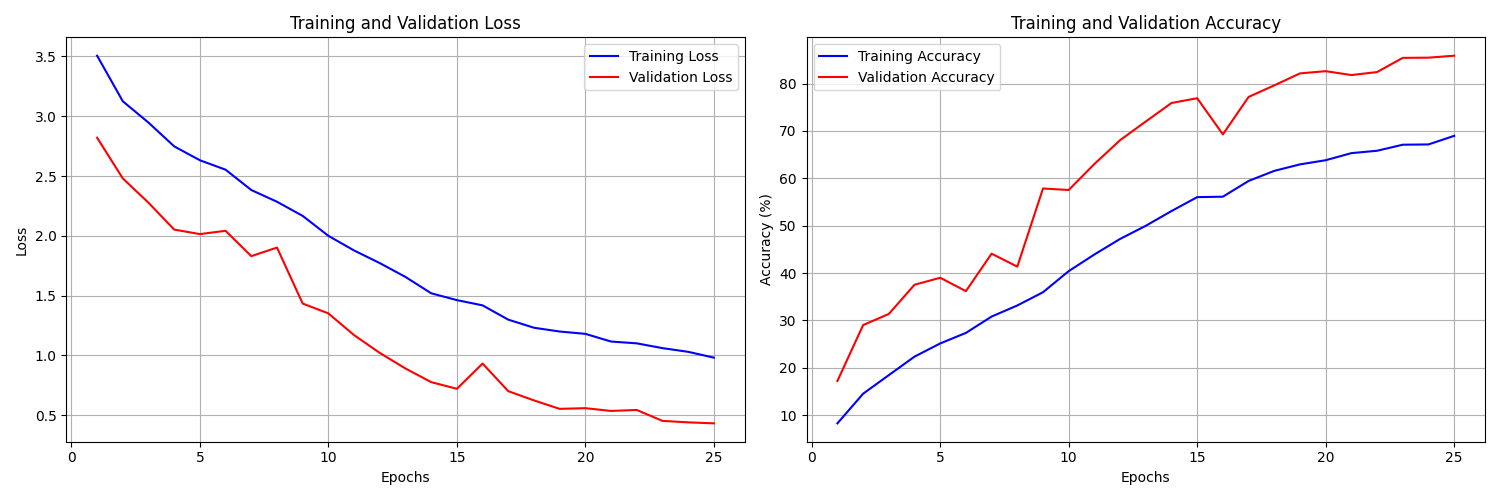 Training and Validation Loss
Training Loss
Validation Loss
3.5
3.0
2.5
2.0
1.5
1.0
0.5
Loss
0 5 10 15 20 25
Epochs
Training and Validation Accuracy
Training Accuracy
Validation Accuracy
80
70
60
50
40
30
20
10
Accuracy (%)
0 5 10 15 20 25
Epochs